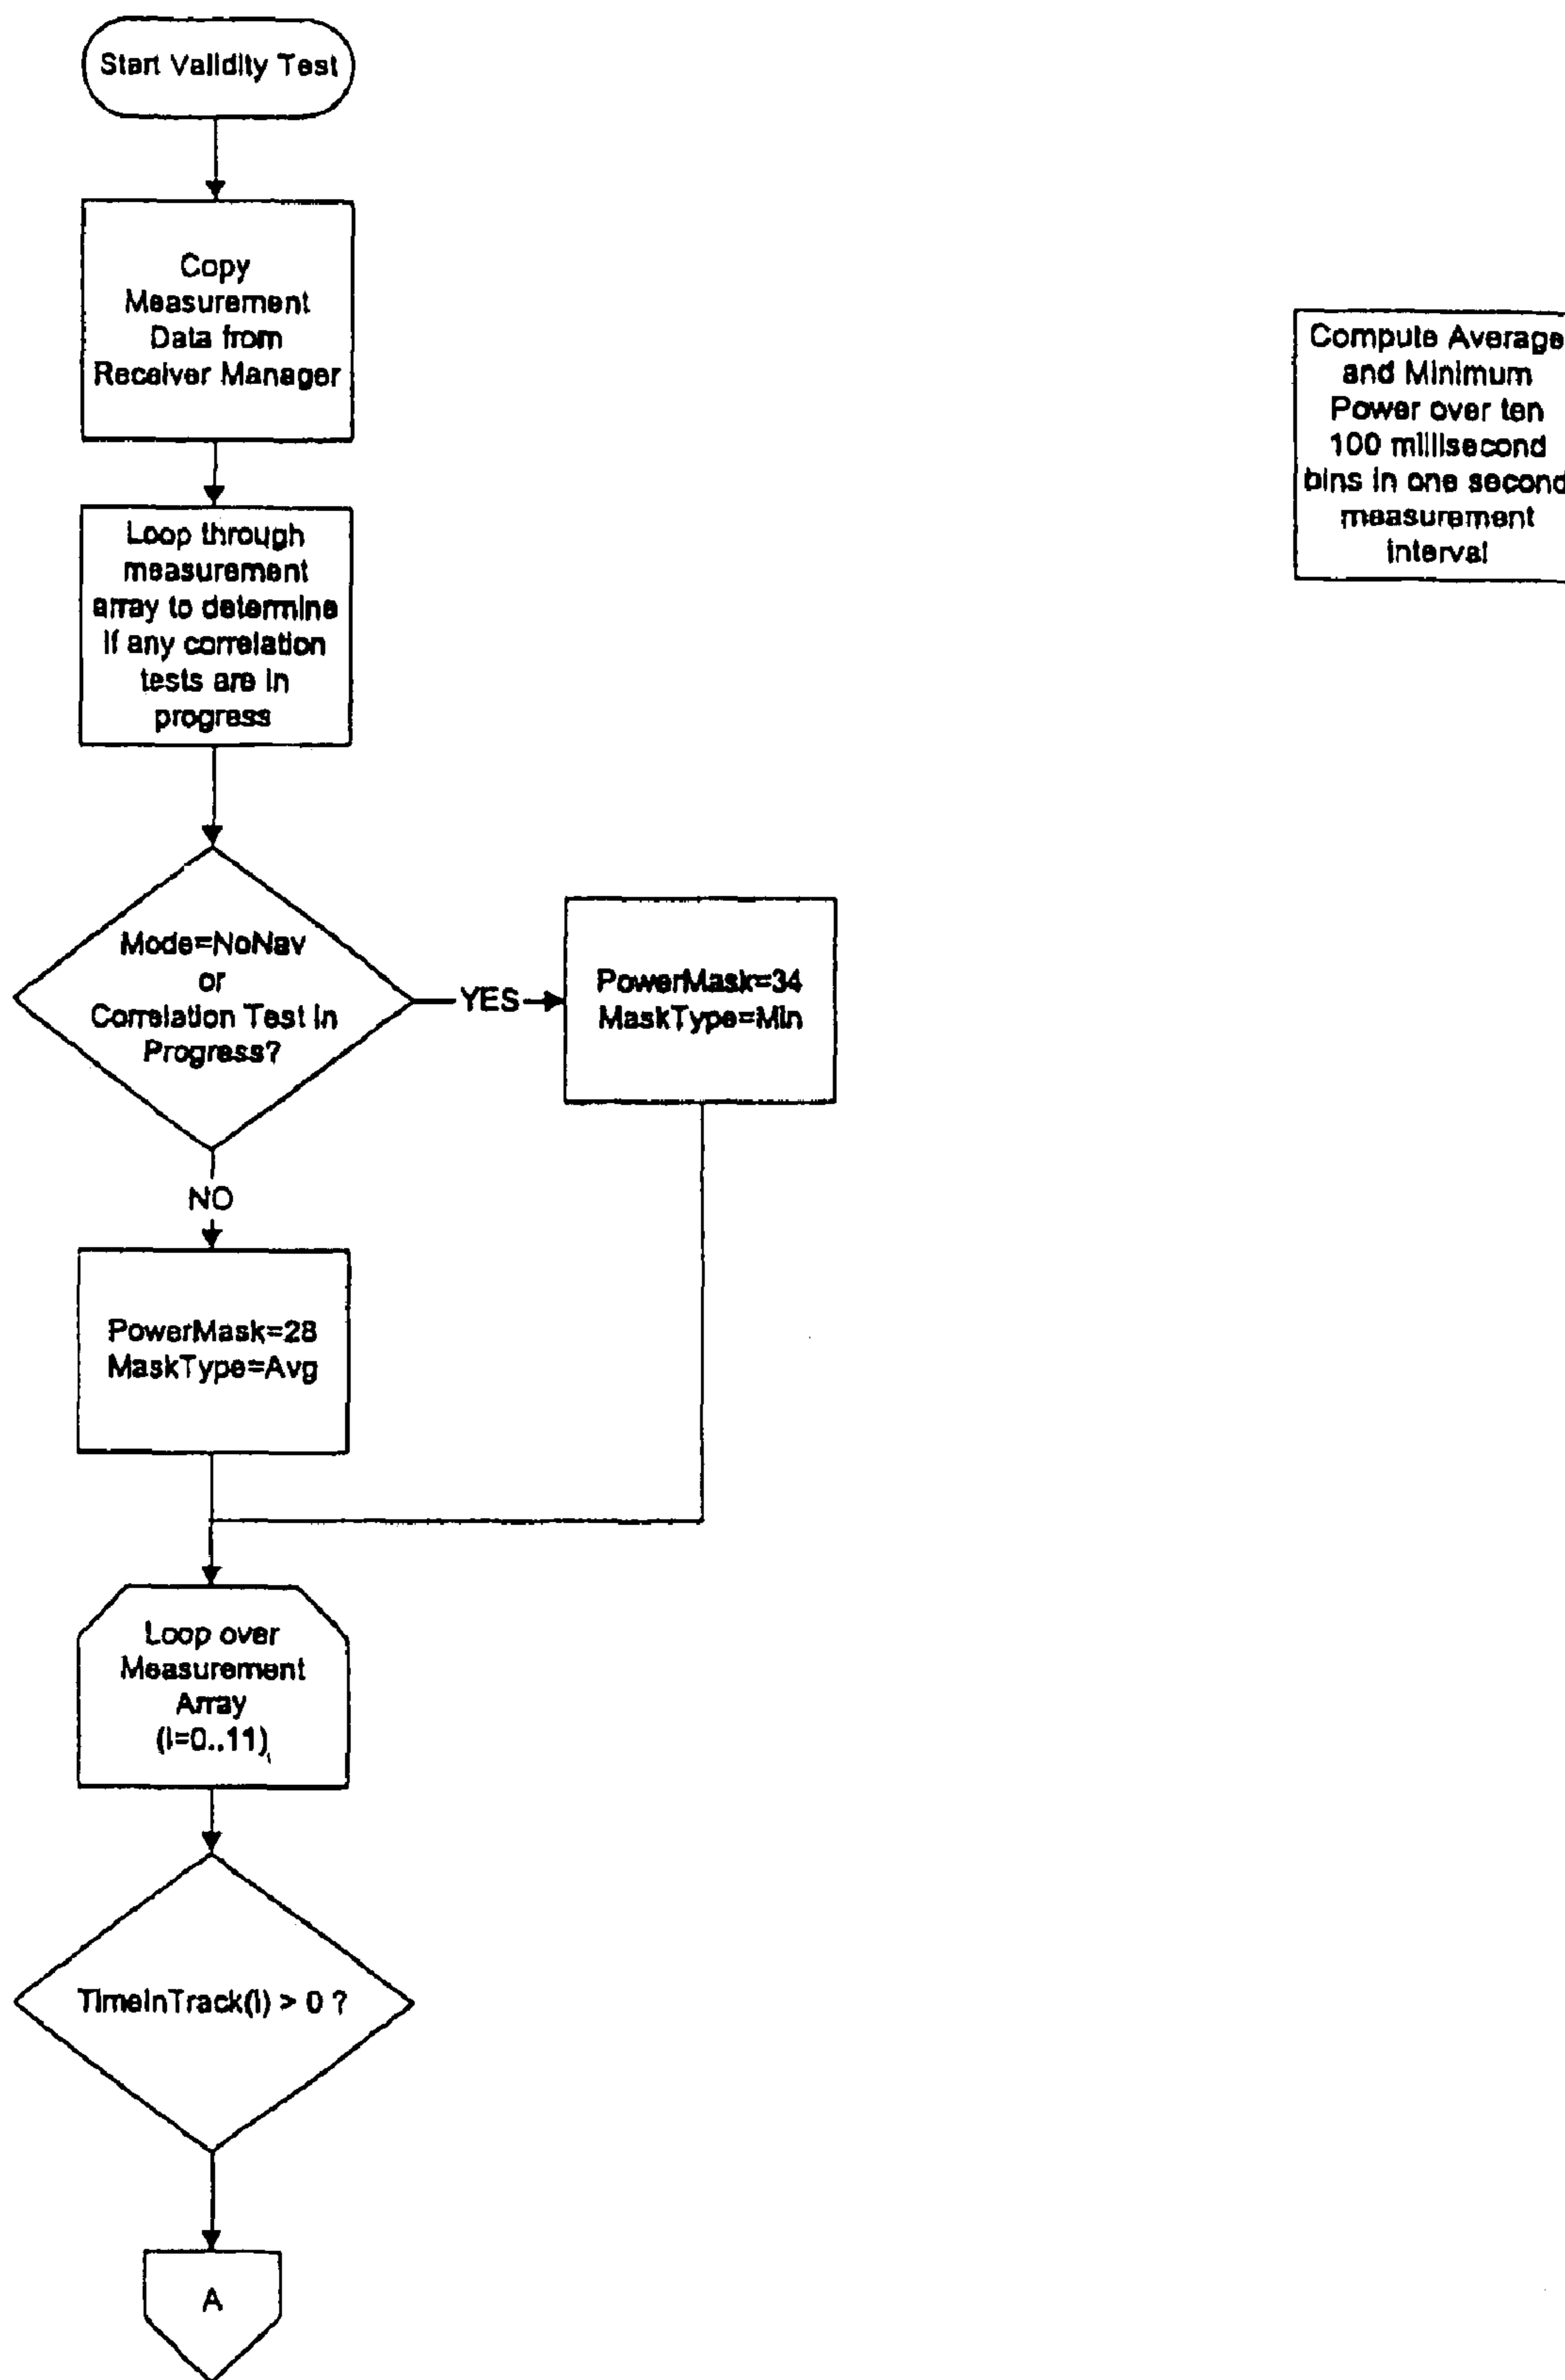 Start Validity Test
Copy
Measurement
Data from
Receiver Manager
Loop through
measurement
array to determine
if any correlation
tests are in
progress
Mode=NoNav
or
Correlation Test in
Progress?
YES
PowerMask=34
MaskType=Min
NO
PowerMask=28
MaskType=Avg
Loop over
Measurement
Array
(i=0..11)
TimeInTrack(i) > 0 ?
A
Compute Average
and Minimum
Power over ten
100 millisecond
bins in one second
measurement
interval